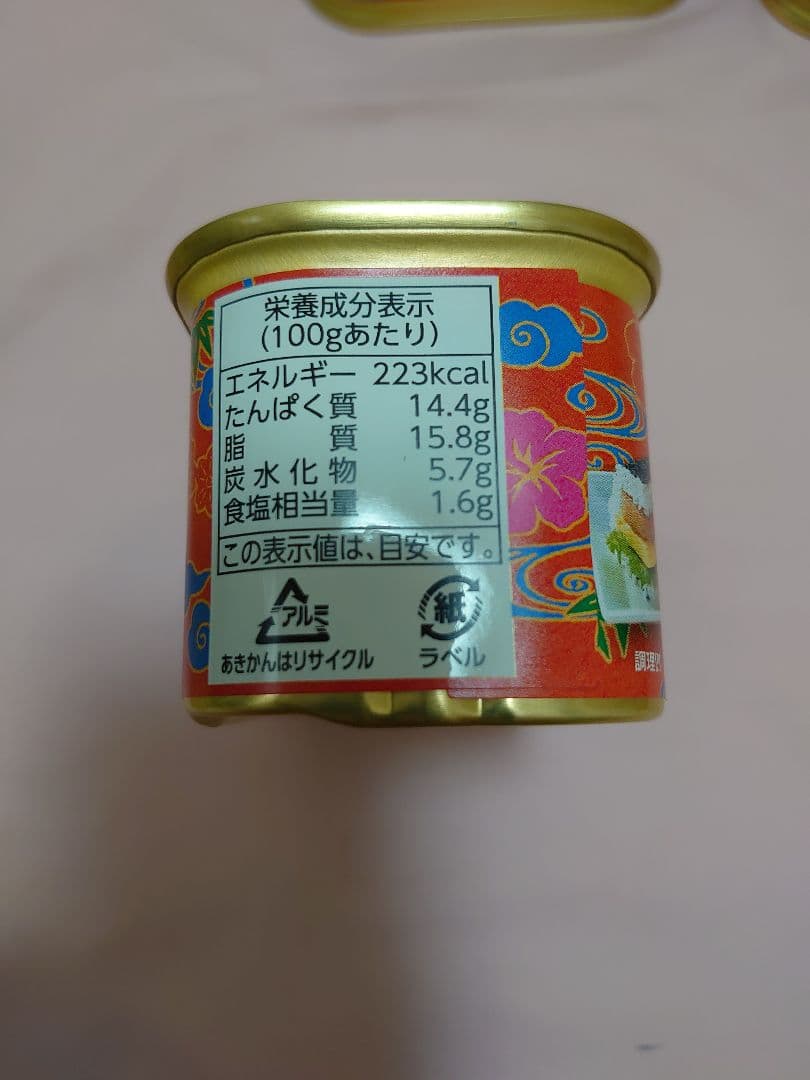 栄養成分表示
(100gあたり)
エネルギー 223kcal
たんぱく質 14.4g
脂質 15.8g
炭水化物 5.7g
食塩相当量 1.6g
この表示値は、目安です。
アルミ
紙
あきかんはリサイクル
ラベル
調理